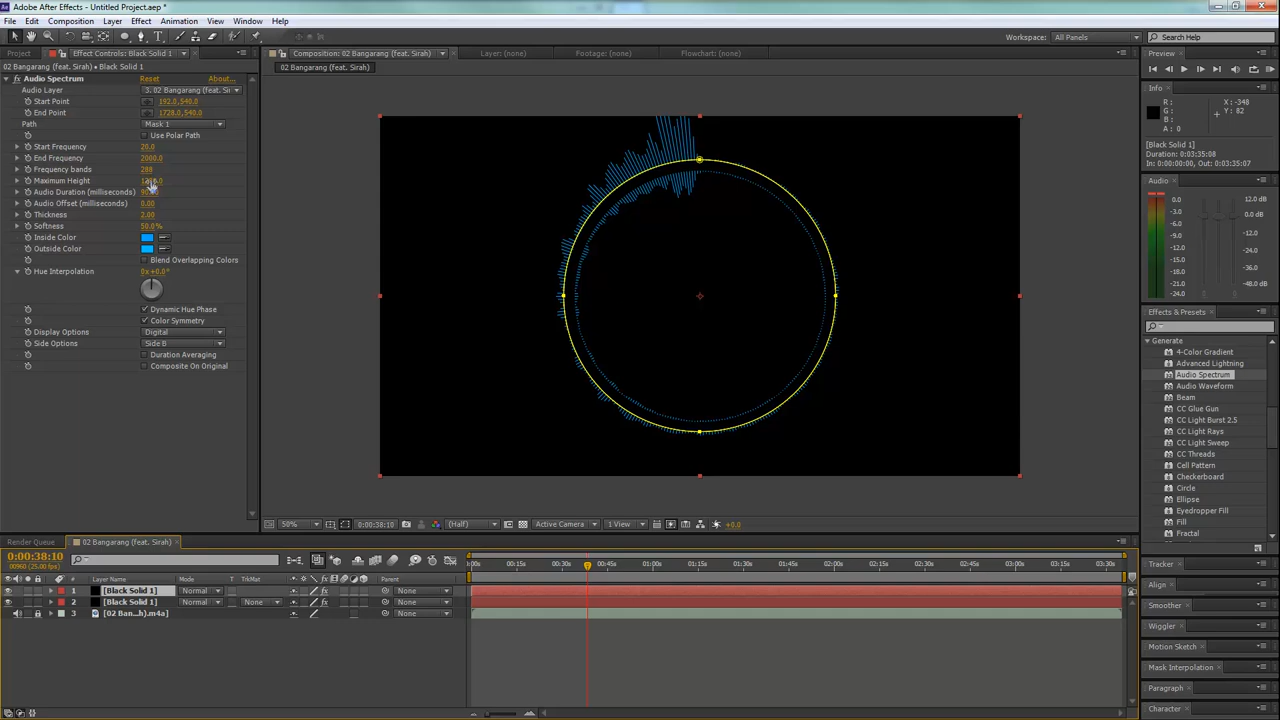 Adobe After Effects - Untitled Project.aep *
File Edit Composition Layer Effect Animation View Window Help
Workspace: All Panels Search Help
Project Effect Controls: Black Solid 1
Composition: 02 Bangarang (feat. Sirah) Layer: (none) Footage: (none) Flowchart: (none)
02 Bangarang (feat. Sirah) • Black Solid 1
02 Bangarang (feat. Sirah)
Audio Spectrum Reset About...
Audio Layer 3. 02 Bangarang (feat. Sir
Start Point 192.0,540.0
End Point 1728.0,540.0
Path Mask 1
Use Polar Path
Start Frequency 20.0
End Frequency 2000.0
Frequency bands 288
Maximum Height
Audio Duration (milliseconds)
Audio Offset (milliseconds) 0.00
Thickness 2.00
Softness 50.0%
Inside Color
Outside Color
Blend Overlapping Colors
Hue Interpolation 0x+0.0°
Dynamic Hue Phase
Color Symmetry
Display Options Digital
Side Options Side B
Duration Averaging
Composite On Original
50% 0:00:38:10 (Half) Active Camera 1 View +0.0
Preview
Info
R : X : -348
G : Y : 82
B :
A : 0
[Black Solid 1]
Duration: 0:03:35:08
In: 0:00:00:00, Out: 0:03:35:07
Audio
0.0 12.0 dB
-3.0
-6.0 0.0 dB
-9.0
-12.0 -12.0
-15.0 -24.0
-18.0 -36.0
-21.0
-24.0 -48.0 dB
Effects & Presets
Generate
4-Color Gradient
Advanced Lightning
Audio Spectrum
Audio Waveform
Beam
CC Glue Gun
CC Light Burst 2.5
CC Light Rays
CC Light Sweep
CC Threads
Cell Pattern
Checkerboard
Circle
Ellipse
Eyedropper Fill
Fill
Fractal
Tracker
Align
Smoother
Wiggler
Motion Sketch
Mask Interpolation
Paragraph
Character
Render Queue 02 Bangarang (feat. Sirah)
0:00:38:10
00960 (25.00 fps)
00s 00:15s 00:30s 00:45s 01:00s 01:15s 01:30s 01:45s 02:00s 02:15s 02:30s 02:45s 03:00s 03:15s 03:30s
# Layer Name Mode T TrkMat Parent
1 [Black Solid 1] Normal None
2 [Black Solid 1] Normal None None
3 [02 Ban...h).m4a] None